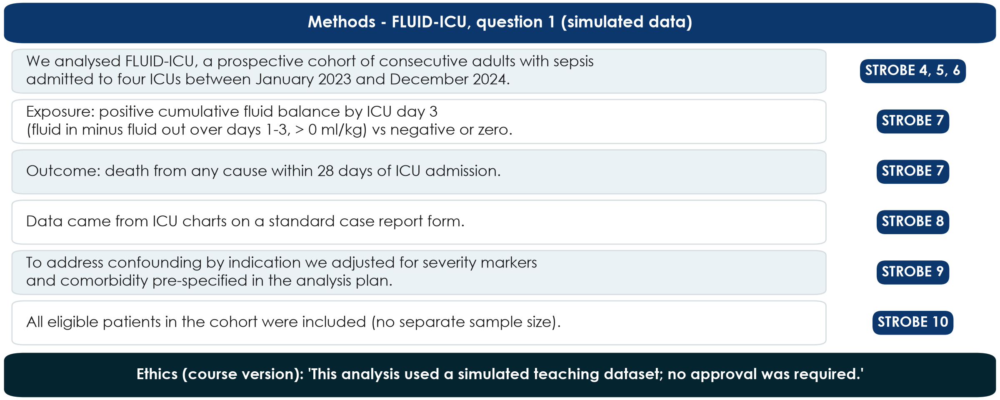 Methods - FLUID-ICU, question 1 (simulated data)
We analysed FLUID-ICU, a prospective cohort of consecutive adults with sepsis
admitted to four ICUs between January 2023 and December 2024.
STROBE 4, 5, 6
Exposure: positive cumulative fluid balance by ICU day 3
(fluid in minus fluid out over days 1-3, > 0 ml/kg) vs negative or zero.
STROBE 7
Outcome: death from any cause within 28 days of ICU admission.
STROBE 7
Data came from ICU charts on a standard case report form.
STROBE 8
To address confounding by indication we adjusted for severity markers
and comorbidity pre-specified in the analysis plan.
STROBE 9
All eligible patients in the cohort were included (no separate sample size).
STROBE 10
Ethics (course version): 'This analysis used a simulated teaching dataset; no approval was required.'